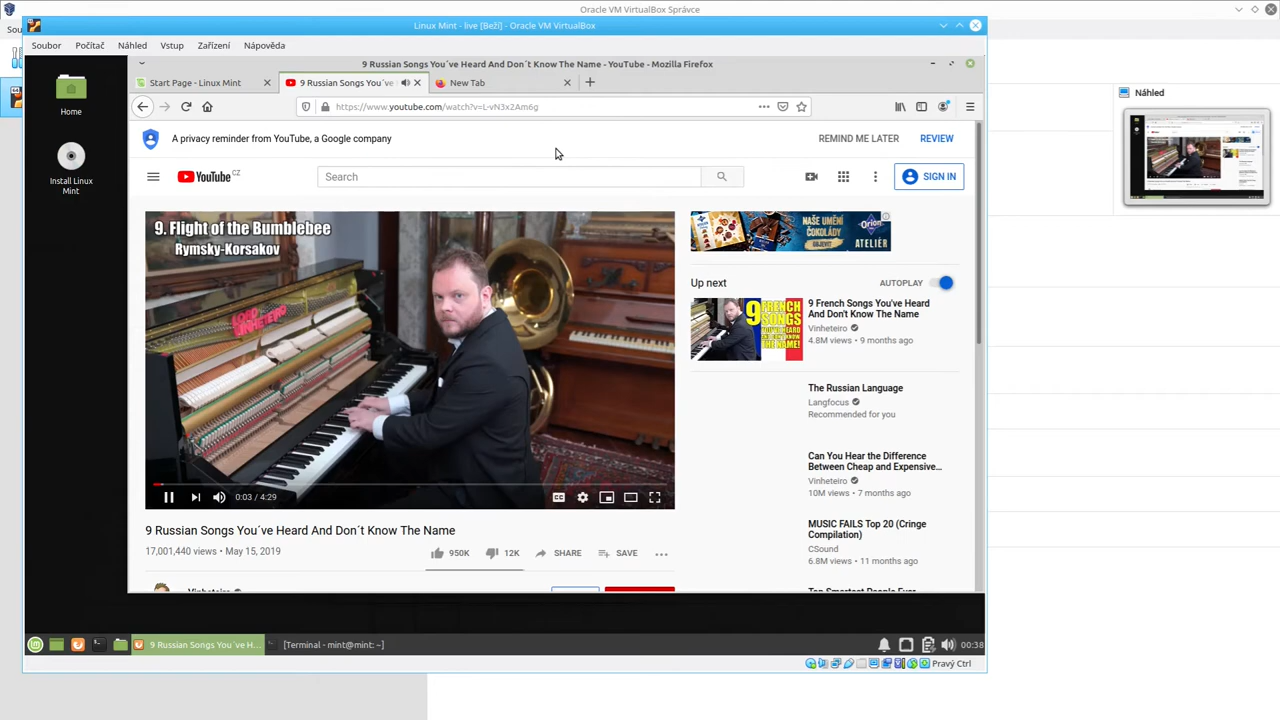 Oracle VM VirtualBox Správce
Linux Mint - live [Beží] - Oracle VM VirtualBox
Soubor Počítač Náhled Vstup Zařízení Nápověda
9 Russian Songs You´ve Heard And Don´t Know The Name - YouTube - Mozilla Firefox
Start Page - Linux Mint
9 Russian Songs You´ve
New Tab
https://www.youtube.com/watch?v=L-vN3x2Am6g
Home
Install Linux
Mint
A privacy reminder from YouTube, a Google company
REMIND ME LATER
REVIEW
YouTube CZ
Search
SIGN IN
9. Flight of the Bumblebee
Rymsky-Korsakov
0:03 / 4:29
9 Russian Songs You´ve Heard And Don´t Know The Name
17,001,440 views • May 15, 2019
950K
12K
SHARE
SAVE
NAŠE UMĚNÍ
ČOKOLÁDY
OBJEVIT
Orion
ATELIÉR
Up next
AUTOPLAY
9 FRENCH
SONGS
9 French Songs You've Heard
And Don't Know The Name
Vinheteiro
4.8M views • 9 months ago
The Russian Language
Langfocus
Recommended for you
Can You Hear the Difference
Between Cheap and Expensive…
Vinheteiro
10M views • 7 months ago
MUSIC FAILS Top 20 (Cringe
Compilation)
CSound
6.8M views • 11 months ago
9 Russian Songs You´ve H...
[Terminal - mint@mint: ~]
00:38
Pravý Ctrl
Náhled